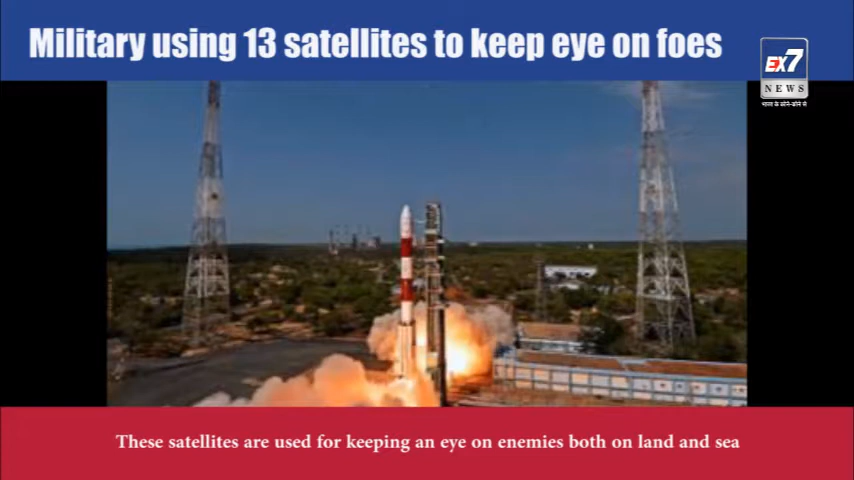 Military using 13 satellites to keep eye on foes
EX7
NEWS
भारत के कोने-कोने से
These satellites are used for keeping an eye on enemies both on land and sea